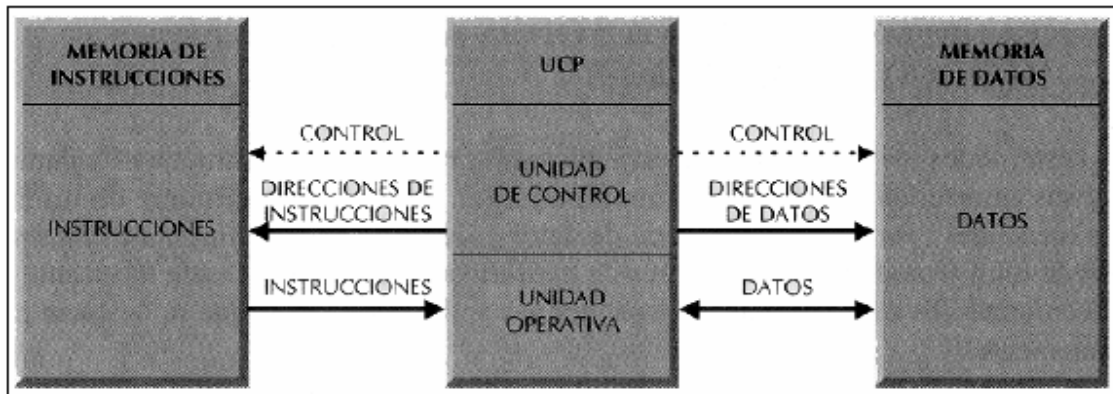 MEMORIA DE
INSTRUCCIONES
INSTRUCCIONES
CONTROL
DIRECCIONES DE
INSTRUCCIONES
INSTRUCCIONES
UCP
UNIDAD
DE CONTROL
UNIDAD
OPERATIVA
CONTROL
DIRECCIONES
DE DATOS
DATOS
MEMORIA
DE DATOS
DATOS